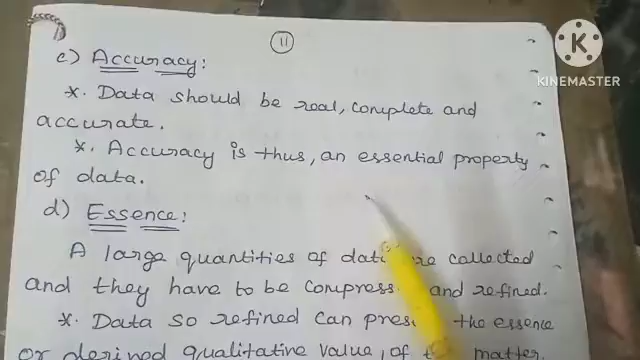 11
c) Accuracy:
*. Data should be real, complete and
accurate.
*. Accuracy is thus, an essential property
of data.
d) Essence:
A large quantities of data are collected
and they have to be compress and refined.
*. Data so refined can pres the essence
or derived qualitative value, of the matter
K
KINEMASTER